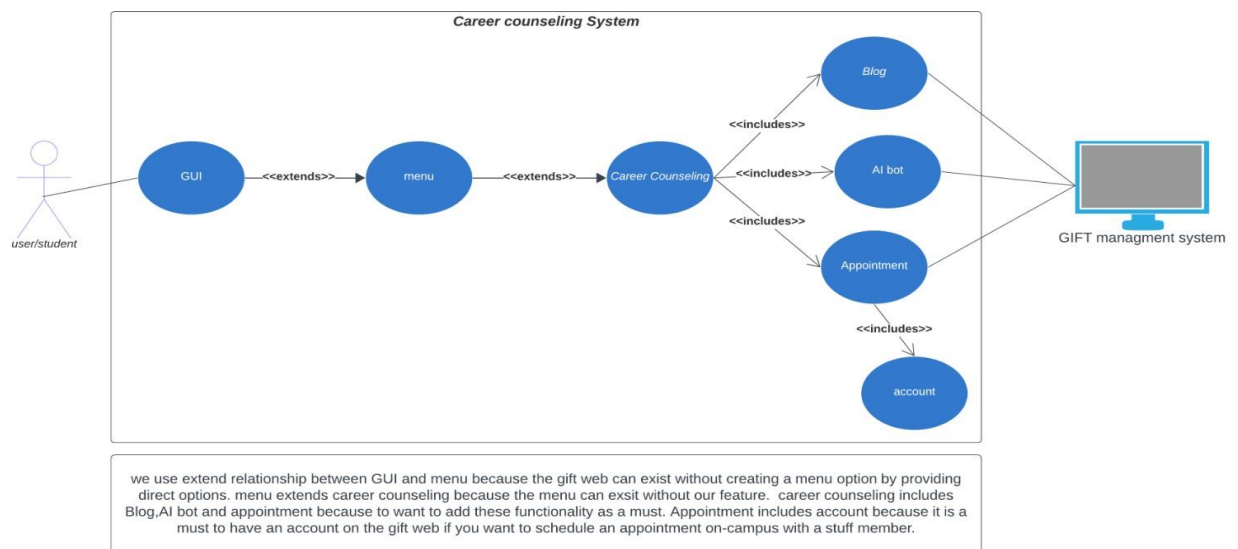 Career counseling System
Blog
<<includes>>
GUI
<<extends>>
menu
<<extends>>
Career Counseling
<<includes>>
AI bot
<<includes>>
Appointment
GIFT managment system
user/student
<<includes>>
account
we use extend relationship between GUI and menu because the gift web can exist without creating a menu option by providing
direct options. menu extends career counseling because the menu can exsit without our feature. career counseling includes
Blog,AI bot and appointment because to want to add these functionality as a must. Appointment includes account because it is a
must to have an account on the gift web if you want to schedule an appointment on-campus with a stuff member.